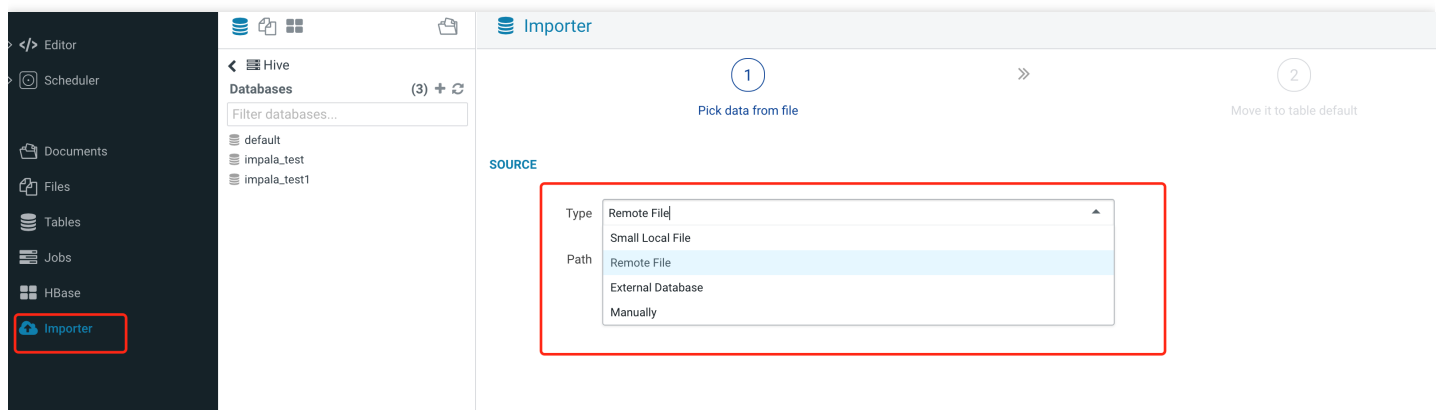 Editor
Scheduler
Documents
Files
Tables
Jobs
HBase
Importer
Hive
Databases (3)
Filter databases...
default
impala_test
impala_test1
Importer
1
Pick data from file
2
Move it to table default
SOURCE
Type Remote File
Small Local File
Path Remote File
External Database
Manually